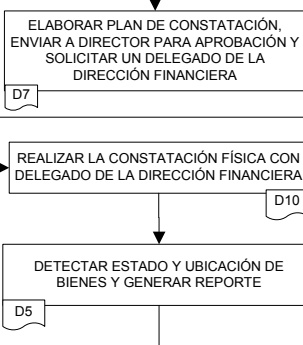 ELABORAR PLAN DE CONSTATACIÓN,
ENVIAR A DIRECTOR PARA APROBACIÓN Y
SOLICITAR UN DELEGADO DE LA
DIRECCIÓN FINANCIERA
D7
REALIZAR LA CONSTATACIÓN FÍSICA CON
DELEGADO DE LA DIRECCIÓN FINANCIERA
D10
DETECTAR ESTADO Y UBICACIÓN DE
BIENES Y GENERAR REPORTE
D5